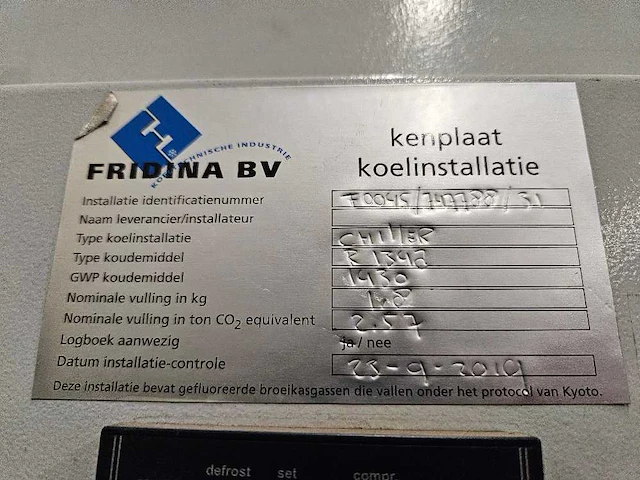 KOELTECHNISCHE INDUSTRIE
FRIDINA BV
kenplaat
koelinstallatie
Installatie identificatienummer
Naam leverancier/installateur
Type koelinstallatie CHILLER
Type koudemiddel
GWP koudemiddel 1430
Nominale vulling in kg 1.8
Nominale vulling in ton CO2 equivalent 2.57
Logboek aanwezig ja / nee
Datum installatie-controle 23-9-2019
Deze installatie bevat gefluoreerde broeikasgassen die vallen onder het protocol van Kyoto.
defrost set compr.